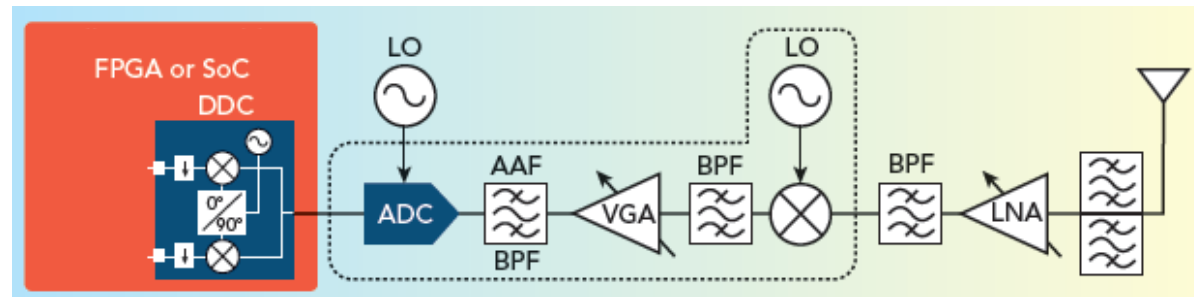 FPGA or SoC
DDC
0°
90°
LO
ADC
AAF
BPF
VGA
BPF
LO
BPF
LNA